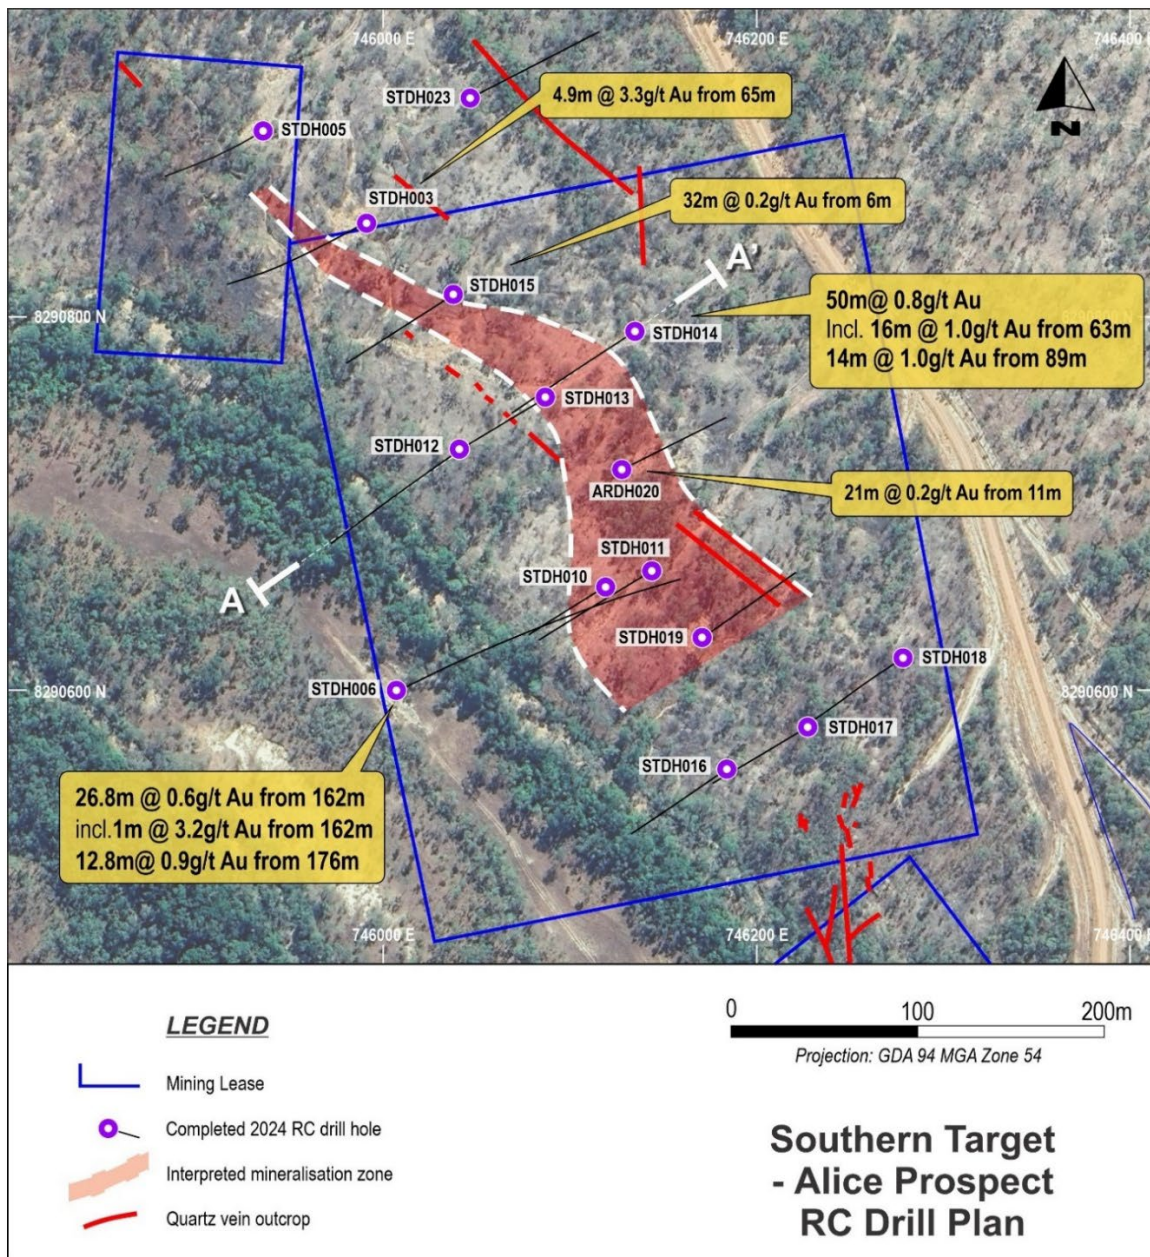 746000 E
746200 E
746400 E
STDH023
4.9m @ 3.3g/t Au from 65m
N
STDH005
STDH003
32m @ 0.2g/t Au from 6m
A'
STDH015
50m@ 0.8g/t Au
Incl. 16m @ 1.0g/t Au from 63m
14m @ 1.0g/t Au from 89m
8290800 N
STDH014
STDH013
STDH012
ARDH020
21m @ 0.2g/t Au from 11m
STDH011
STDH010
A
STDH019
STDH018
STDH006
8290600 N
8290600 N
STDH017
STDH016
26.8m @ 0.6g/t Au from 162m
incl.1m @ 3.2g/t Au from 162m
12.8m@ 0.9g/t Au from 176m
746000 E
746200 E
746400 E
LEGEND
Mining Lease
Completed 2024 RC drill hole
Interpreted mineralisation zone
Quartz vein outcrop
0 100 200m
Projection: GDA 94 MGA Zone 54
Southern Target
- Alice Prospect
RC Drill Plan